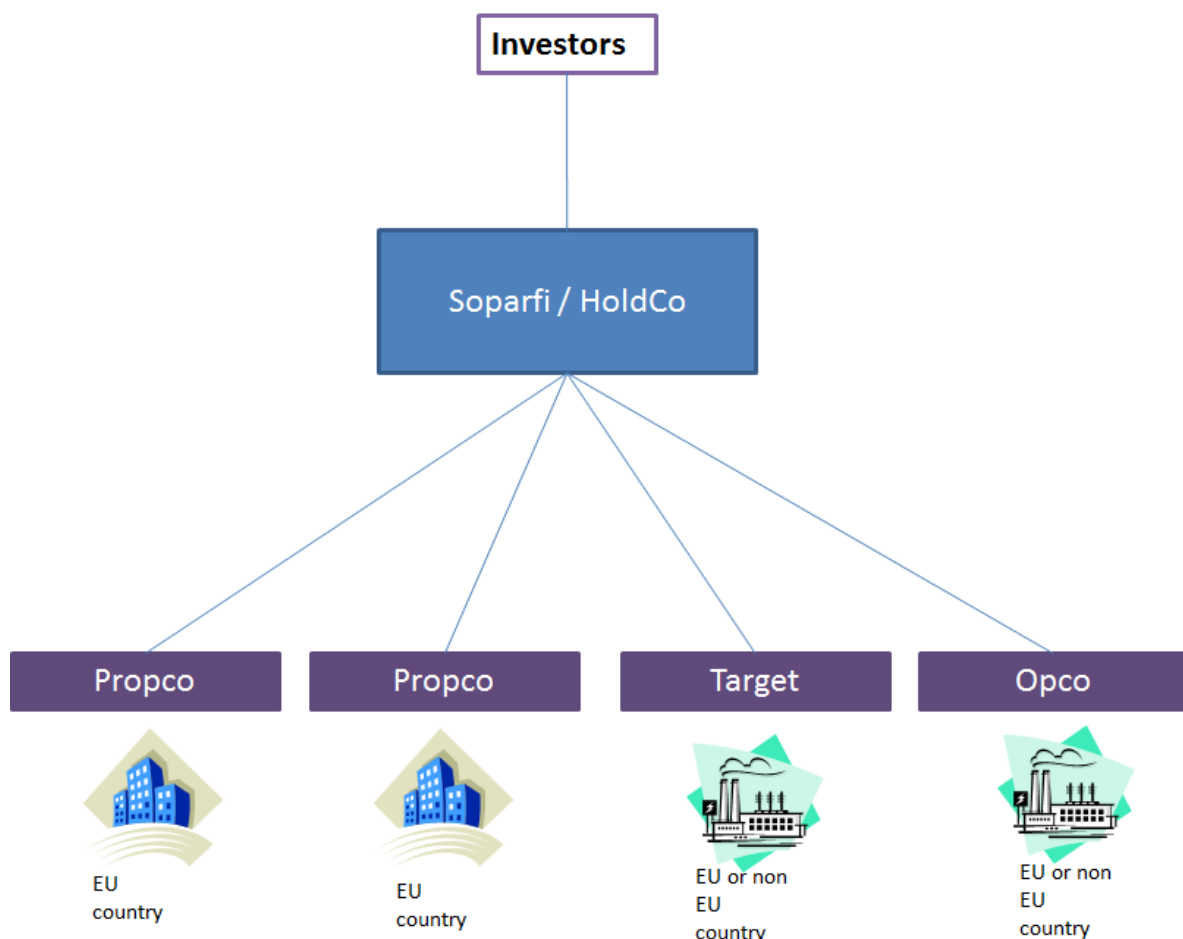 Investors
Soparfi / HoldCo
Propco
Propco
Target
Opco
EU
country
EU
country
EU or non
EU
country
EU or non
EU
country